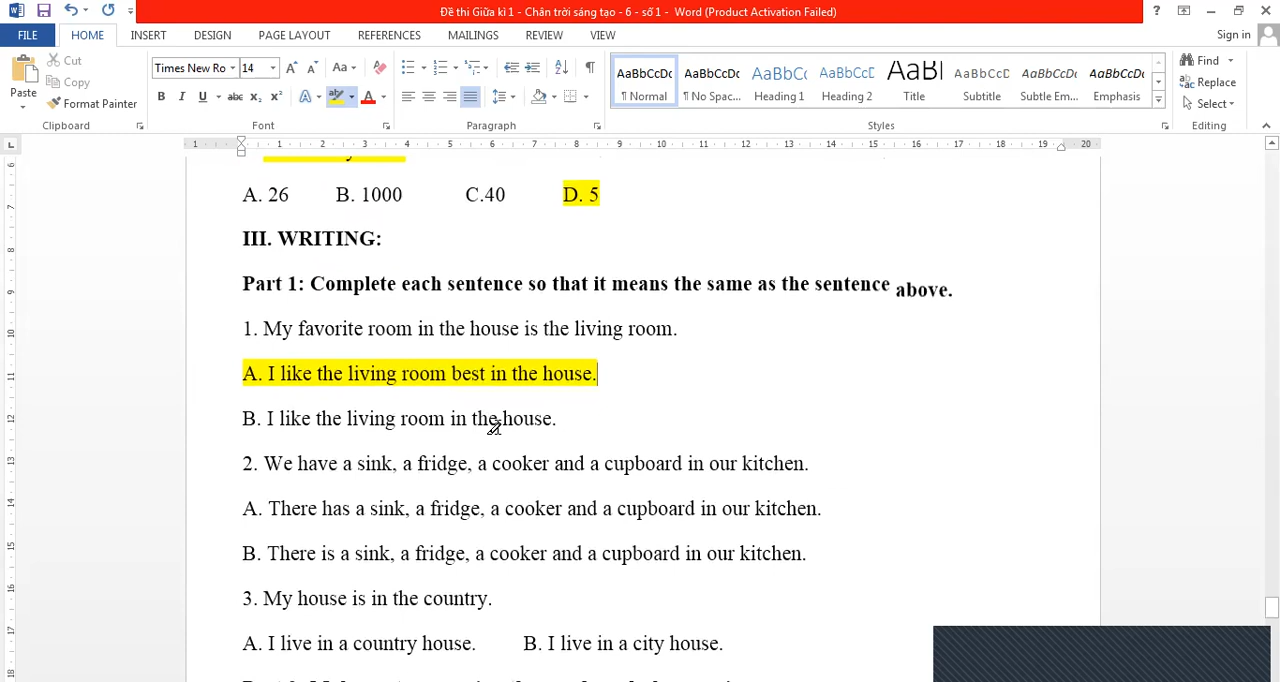 Đề thi Giữa kì 1 - Chân trời sáng tạo - 6 - số 1 - Word (Product Activation Failed)
FILE HOME INSERT DESIGN PAGE LAYOUT REFERENCES MAILINGS REVIEW VIEW Sign in
Paste
Cut
Copy
Format Painter
Clipboard
Times New Ro 14
Font
Paragraph
AaBbCcDc AaBbCcDc AaBbCc AaBbCcD AaBl AaBbCcD AaBbCcDc AaBbCcDc
¶ Normal ¶ No Spac... Heading 1 Heading 2 Title Subtitle Subtle Em... Emphasis
Styles
Find
Replace
Select
Editing
A. 26 B. 1000 C.40 D. 5
III. WRITING:
Part 1: Complete each sentence so that it means the same as the sentence above.
1. My favorite room in the house is the living room.
A. I like the living room best in the house.
B. I like the living room in the house.
2. We have a sink, a fridge, a cooker and a cupboard in our kitchen.
A. There has a sink, a fridge, a cooker and a cupboard in our kitchen.
B. There is a sink, a fridge, a cooker and a cupboard in our kitchen.
3. My house is in the country.
A. I live in a country house. B. I live in a city house.